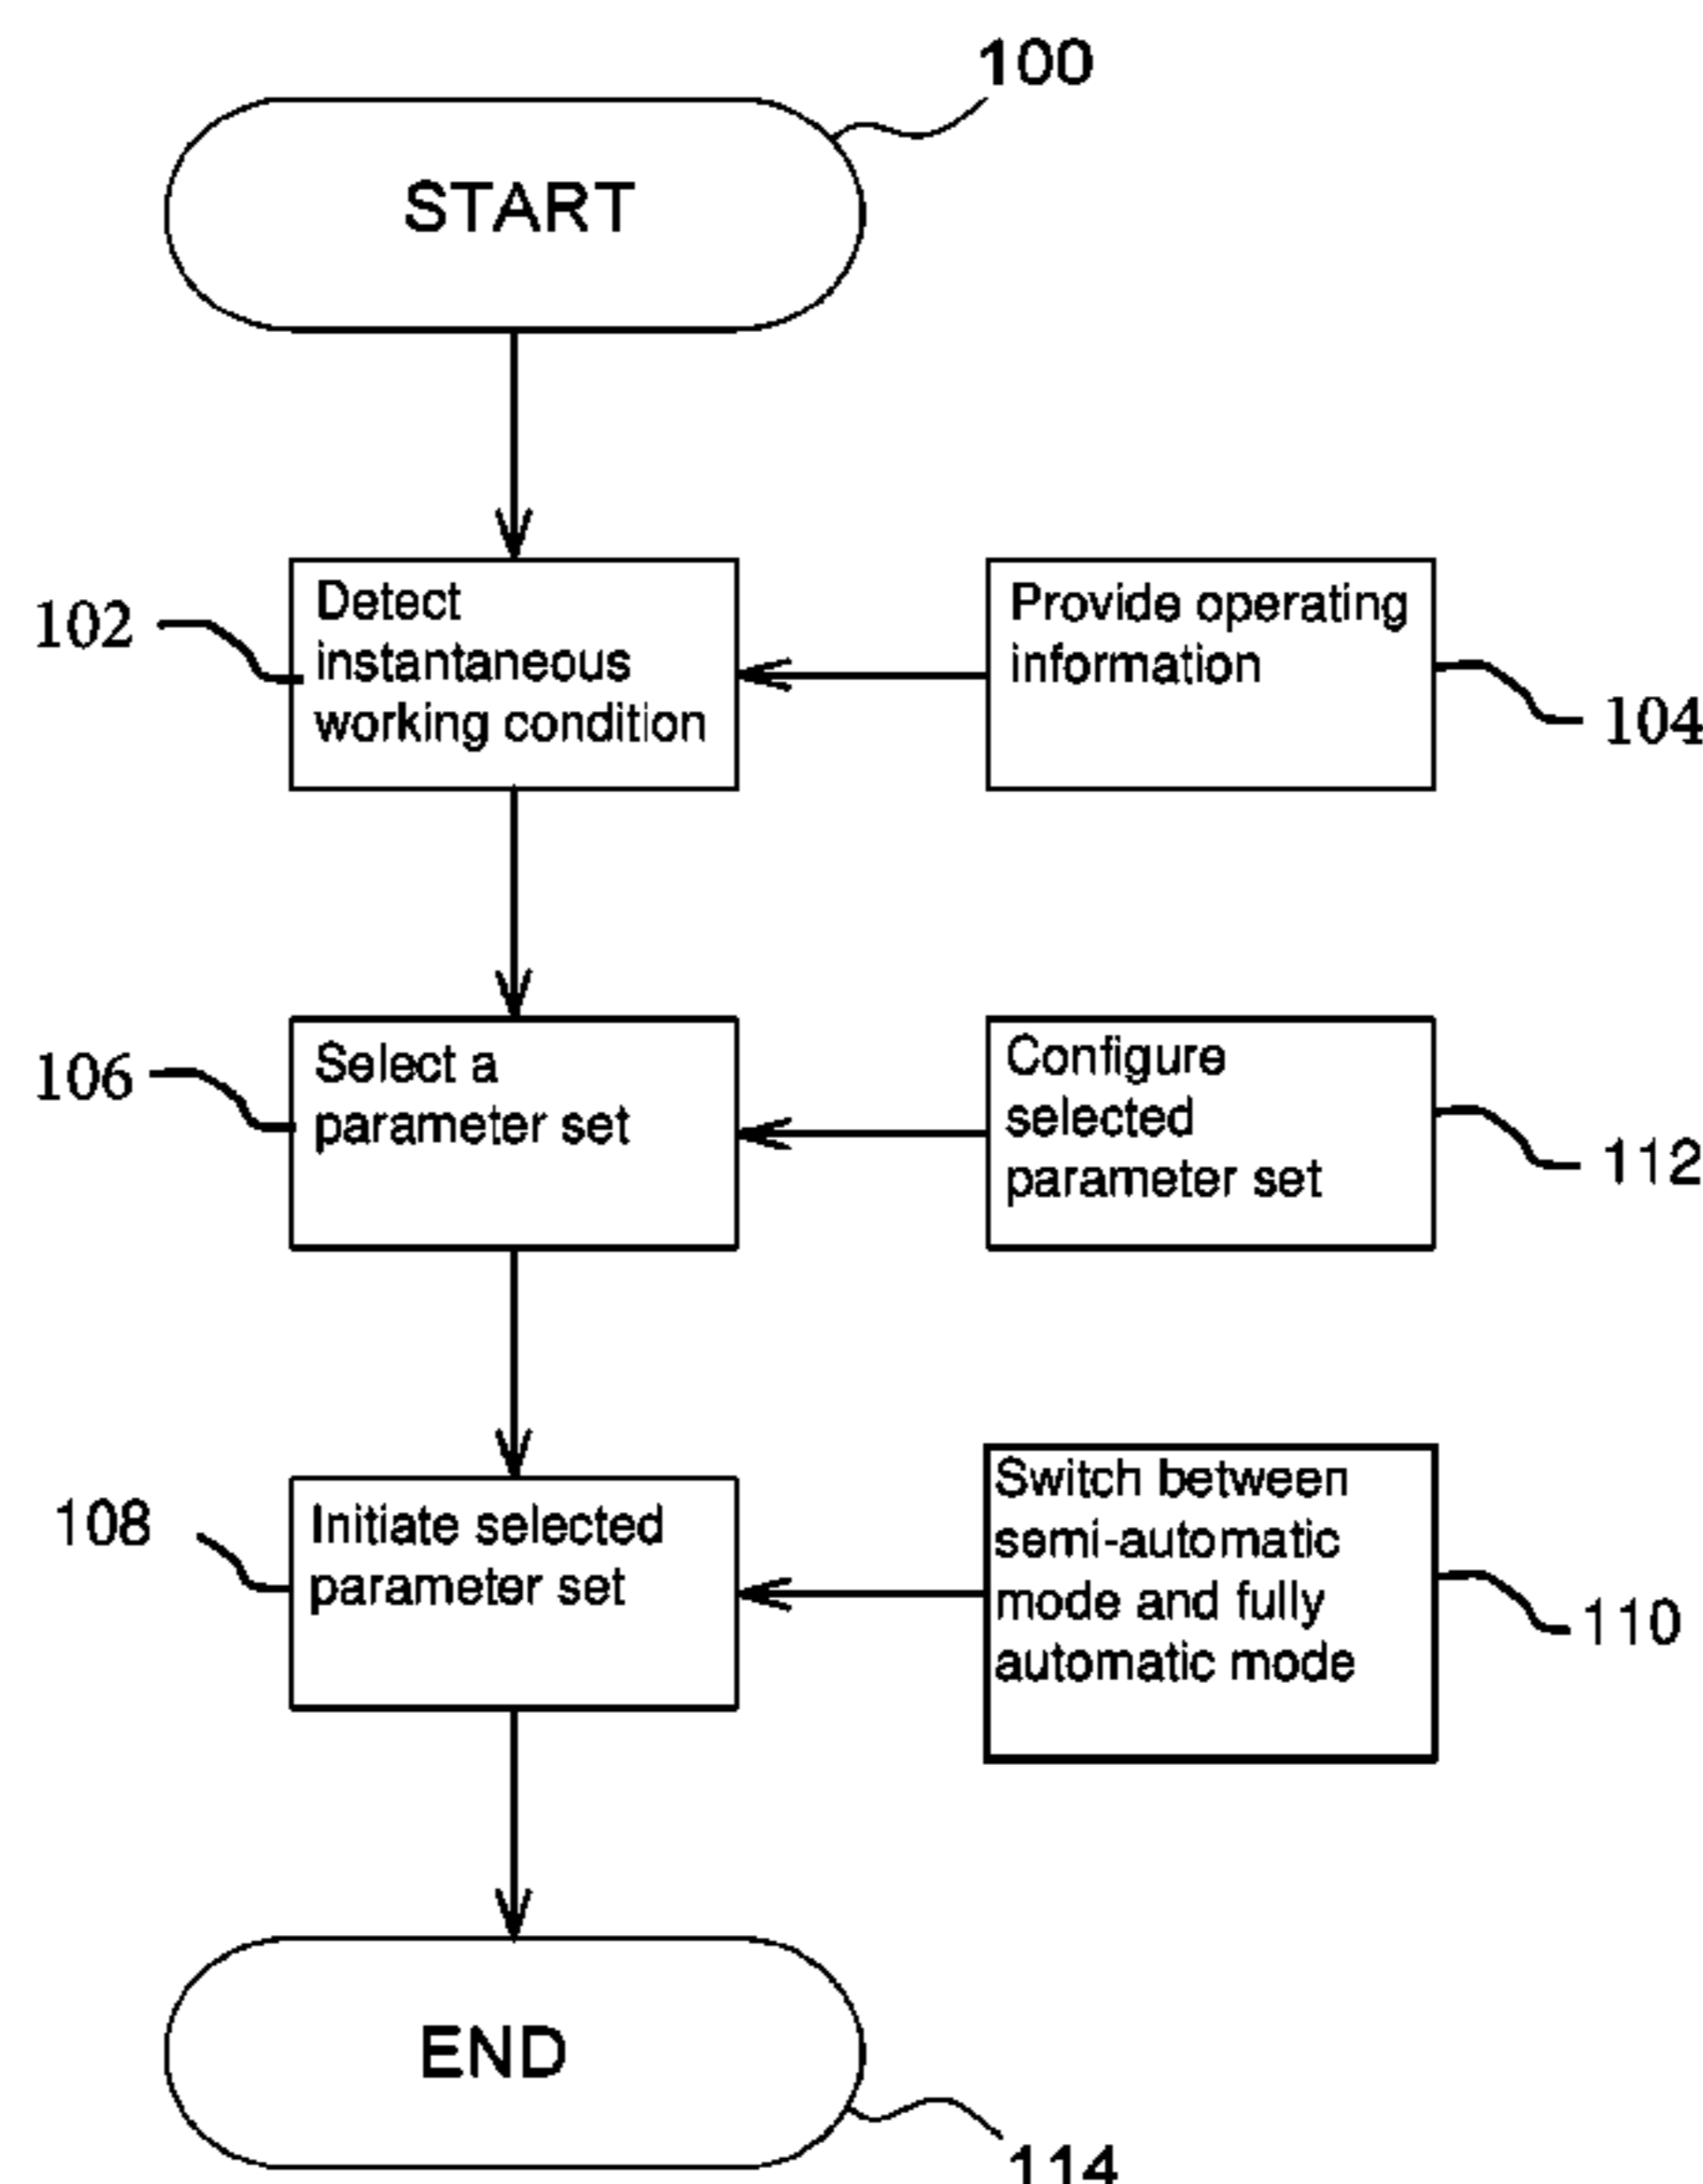 100
START
102
Detect
instantaneous
working condition
Provide operating
information
104
106
Select a
parameter set
Configure
selected
parameter set
112
108
Initiate selected
parameter set
Switch between
semi-automatic
mode and fully
automatic mode
110
END
114